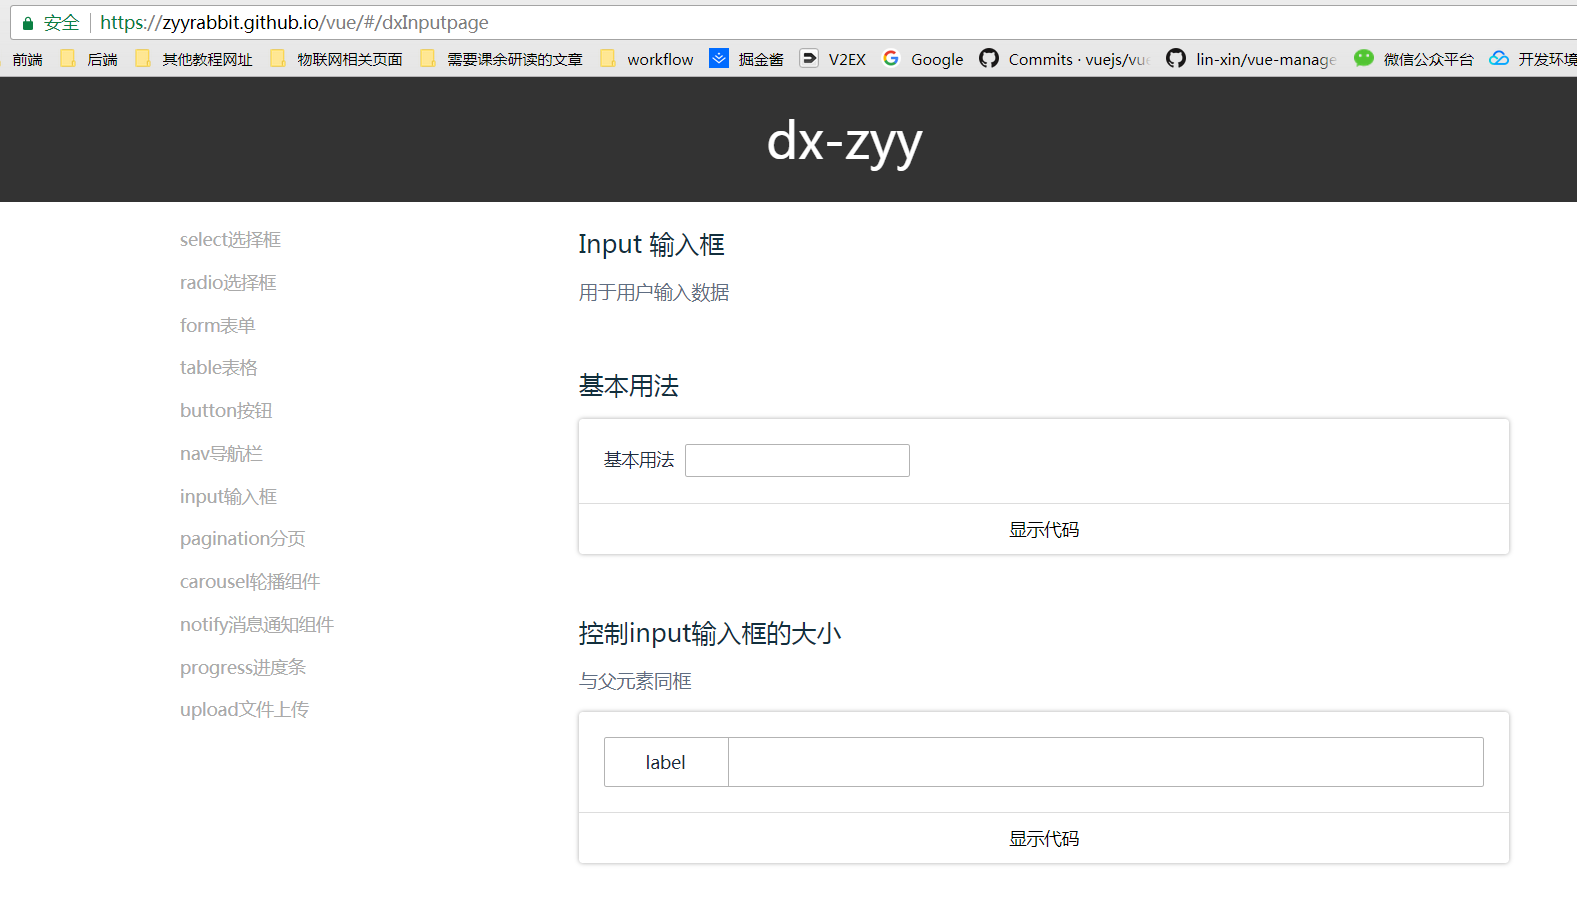 安全 https://zyyrabbit.github.io/vue/#/dxInputpage
前端 后端 其他教程网址 物联网相关页面 需要课余研读的文章 workflow 掘金酱 V2EX Google Commits · vuejs/vue lin-xin/vue-manage 微信公众平台 开发环境
dx-zyy
select选择框
radio选择框
form表单
table表格
button按钮
nav导航栏
input输入框
pagination分页
carousel轮播组件
notify消息通知组件
progress进度条
upload文件上传
Input 输入框
用于用户输入数据
基本用法
基本用法
显示代码
控制input输入框的大小
与父元素同框
label
显示代码